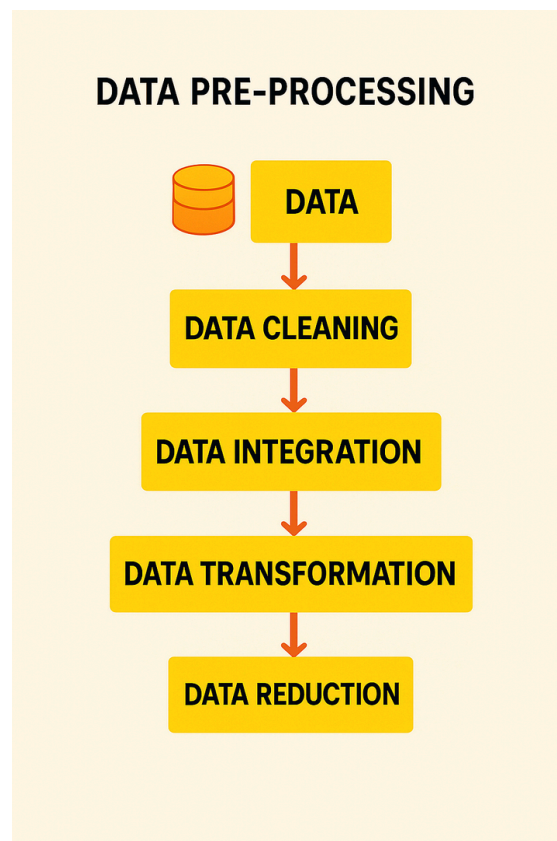 DATA PRE-PROCESSING
DATA
DATA CLEANING
DATA INTEGRATION
DATA TRANSFORMATION
DATA REDUCTION